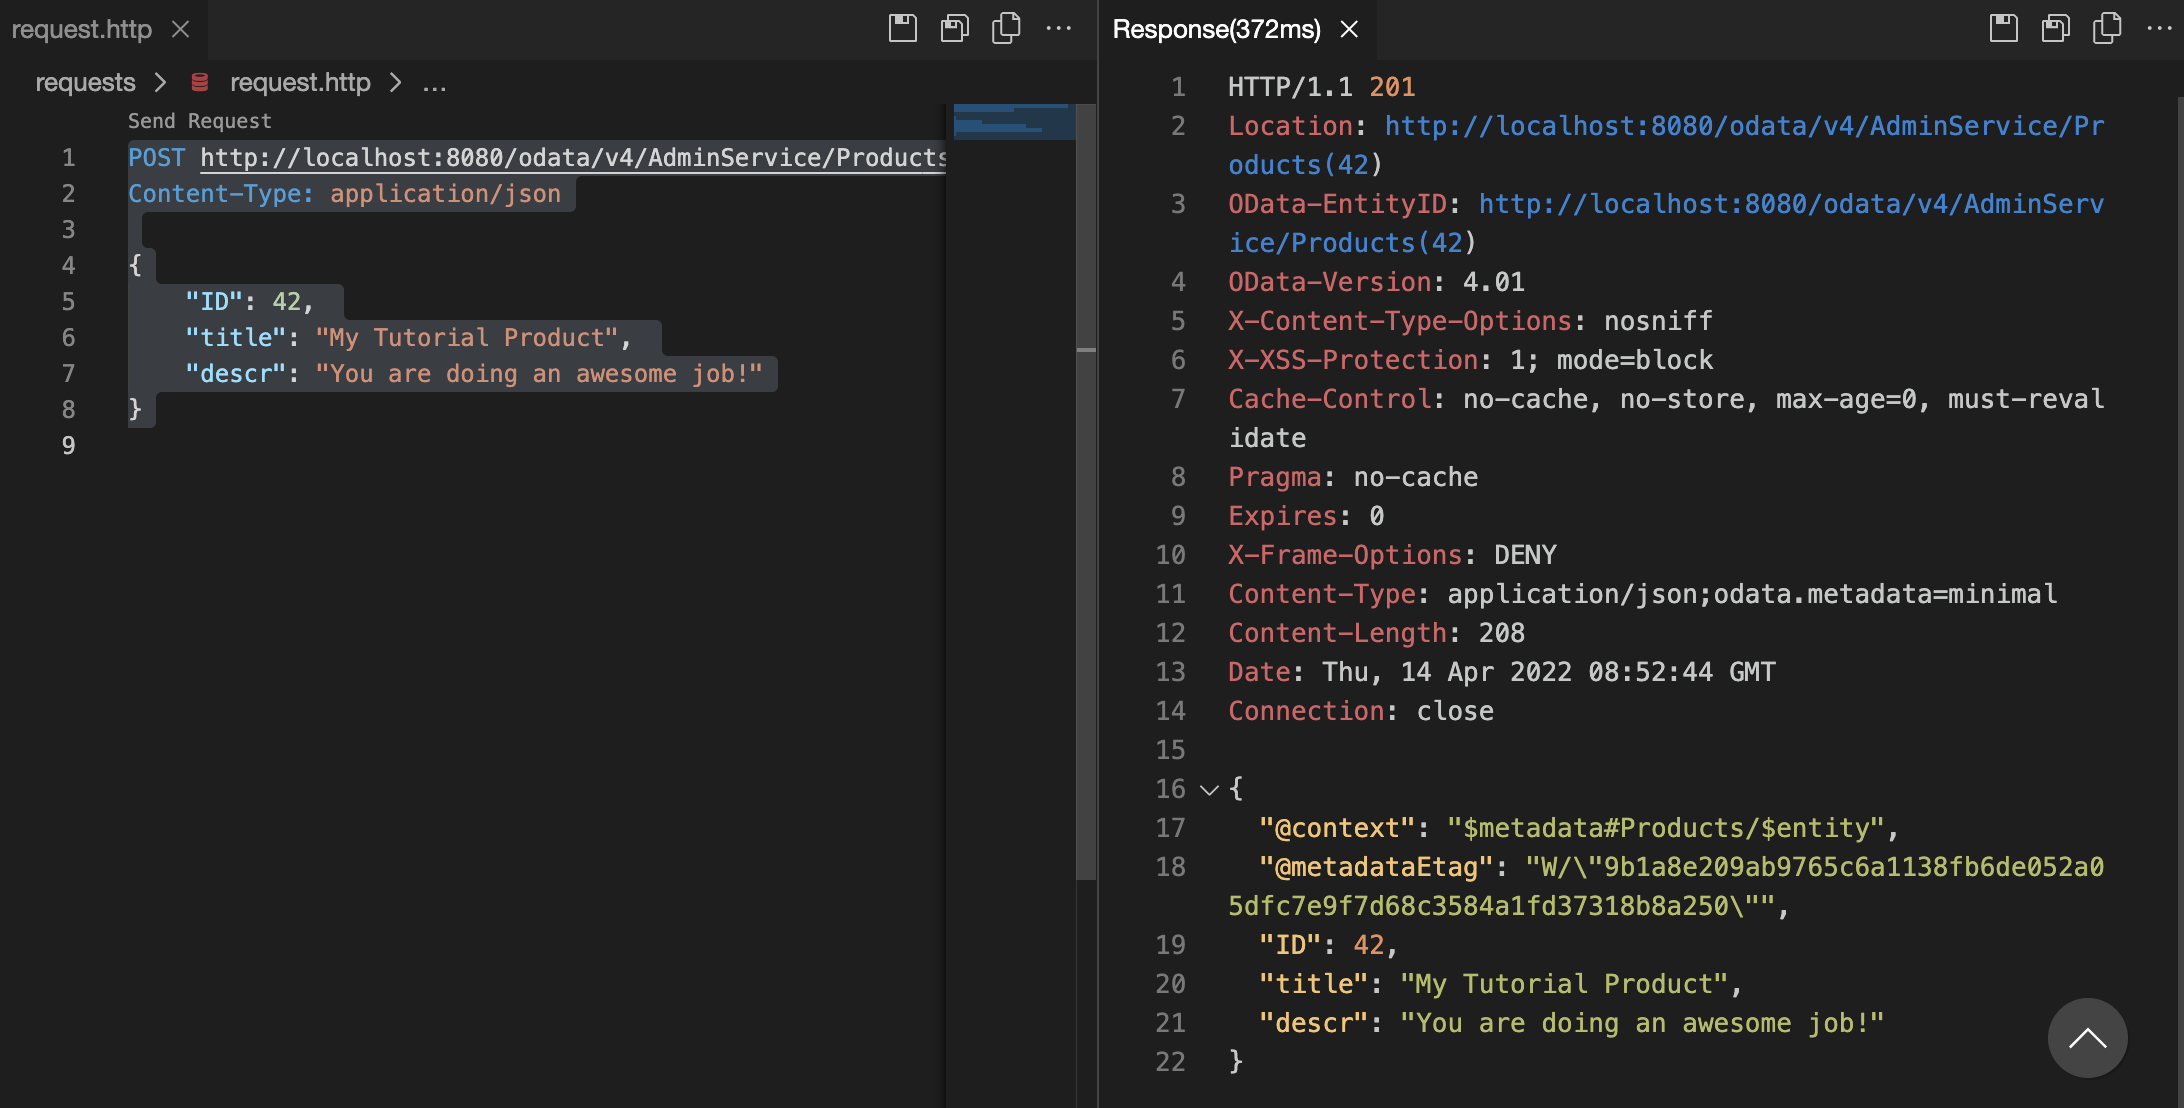 request.http
requests > request.http > ...
Send Request
1 POST http://localhost:8080/odata/v4/AdminService/Products
2 Content-Type: application/json
3
4 {
5 "ID": 42,
6 "title": "My Tutorial Product",
7 "descr": "You are doing an awesome job!"
8 }
9
Response(372ms)
1 HTTP/1.1 201
2 Location: http://localhost:8080/odata/v4/AdminService/Pr
oducts(42)
3 OData-EntityID: http://localhost:8080/odata/v4/AdminServ
ice/Products(42)
4 OData-Version: 4.01
5 X-Content-Type-Options: nosniff
6 X-XSS-Protection: 1; mode=block
7 Cache-Control: no-cache, no-store, max-age=0, must-reval
idate
8 Pragma: no-cache
9 Expires: 0
10 X-Frame-Options: DENY
11 Content-Type: application/json;odata.metadata=minimal
12 Content-Length: 208
13 Date: Thu, 14 Apr 2022 08:52:44 GMT
14 Connection: close
15
16 {
17 "@context": "$metadata#Products/$entity",
18 "@metadataEtag": "W/\"9b1a8e209ab9765c6a1138fb6de052a0
5dfc7e9f7d68c3584a1fd37318b8a250\"",
19 "ID": 42,
20 "title": "My Tutorial Product",
21 "descr": "You are doing an awesome job!"
22 }